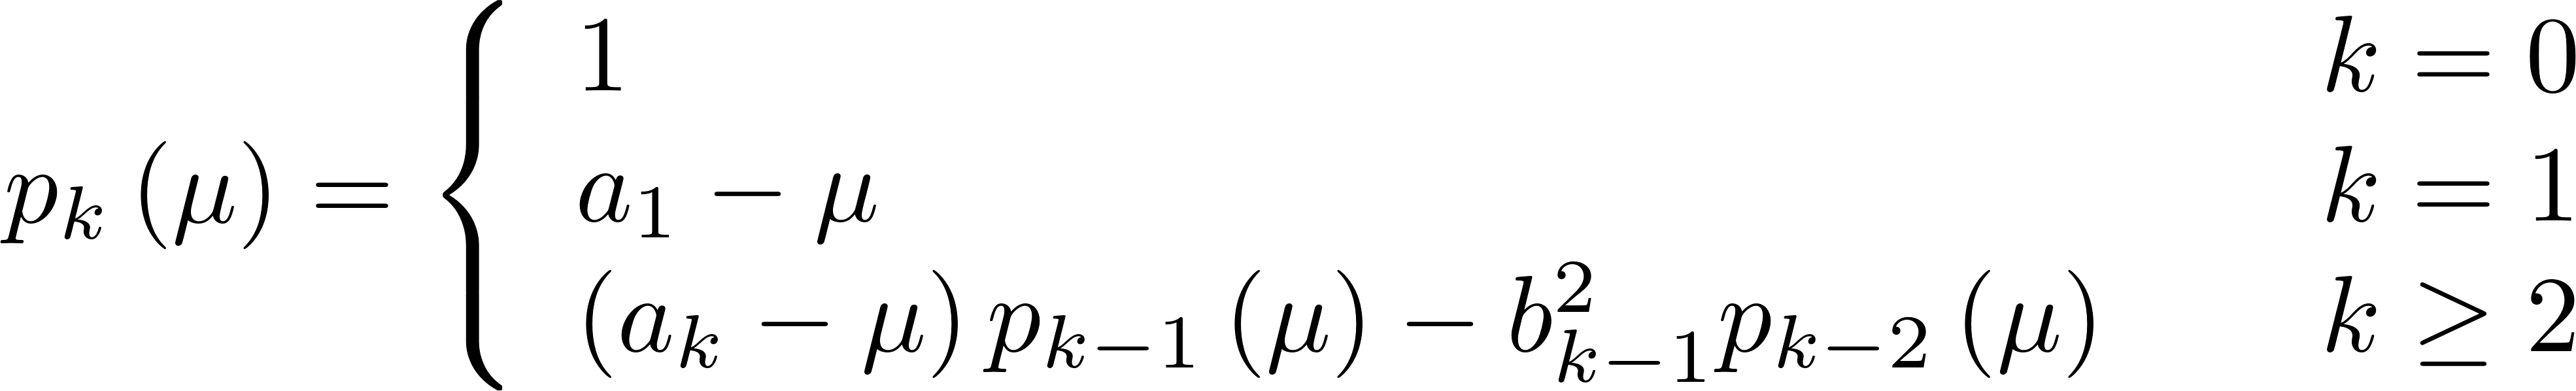 p_k (μ) = { 1 k = 0
a_1 − μ k = 1
(a_k − μ) p_{k−1} (μ) − b_{k−1}^2 p_{k−2} (μ) k ≥ 2